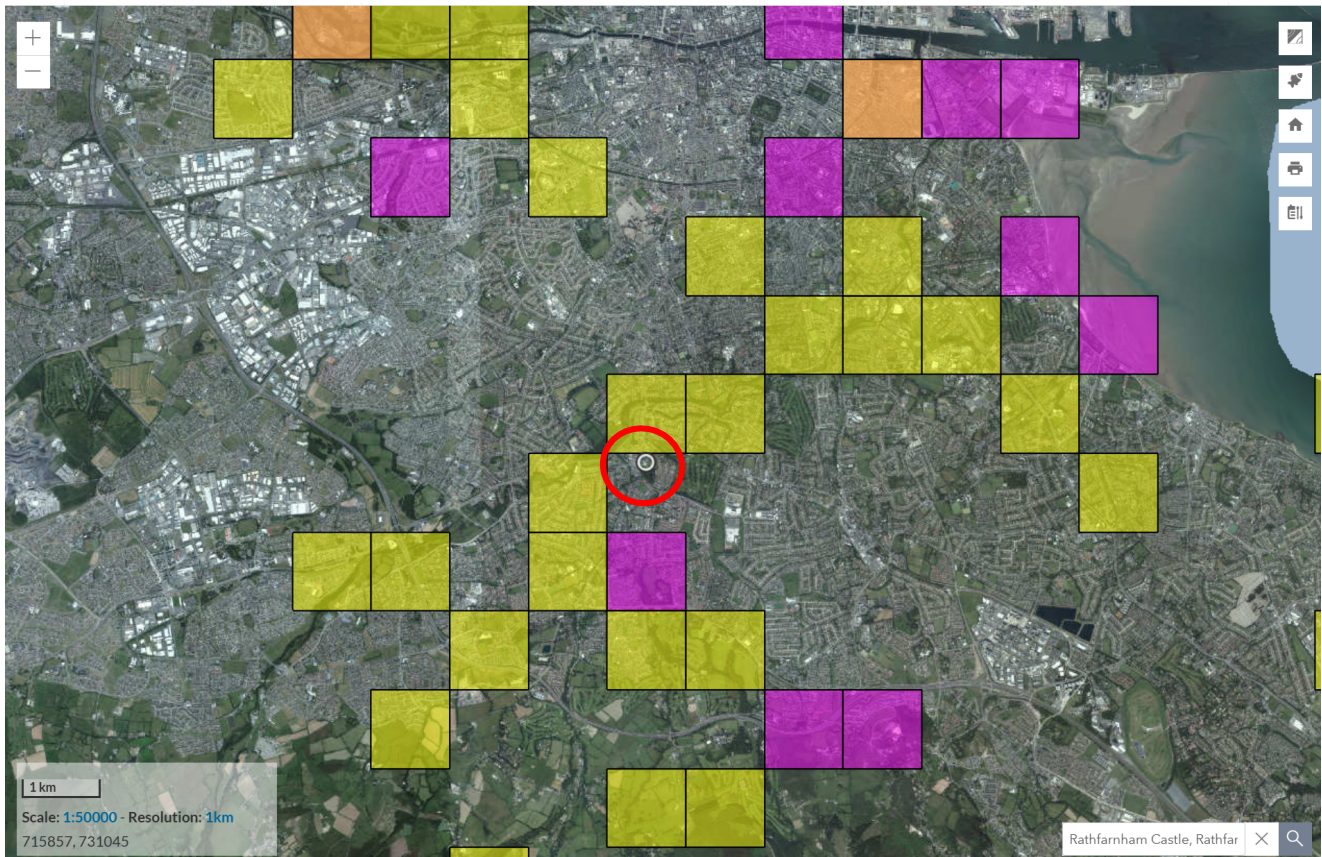 1 km
Scale: 1:50000 - Resolution: 1km
715857, 731045
Rathfarnham Castle, Rathfar